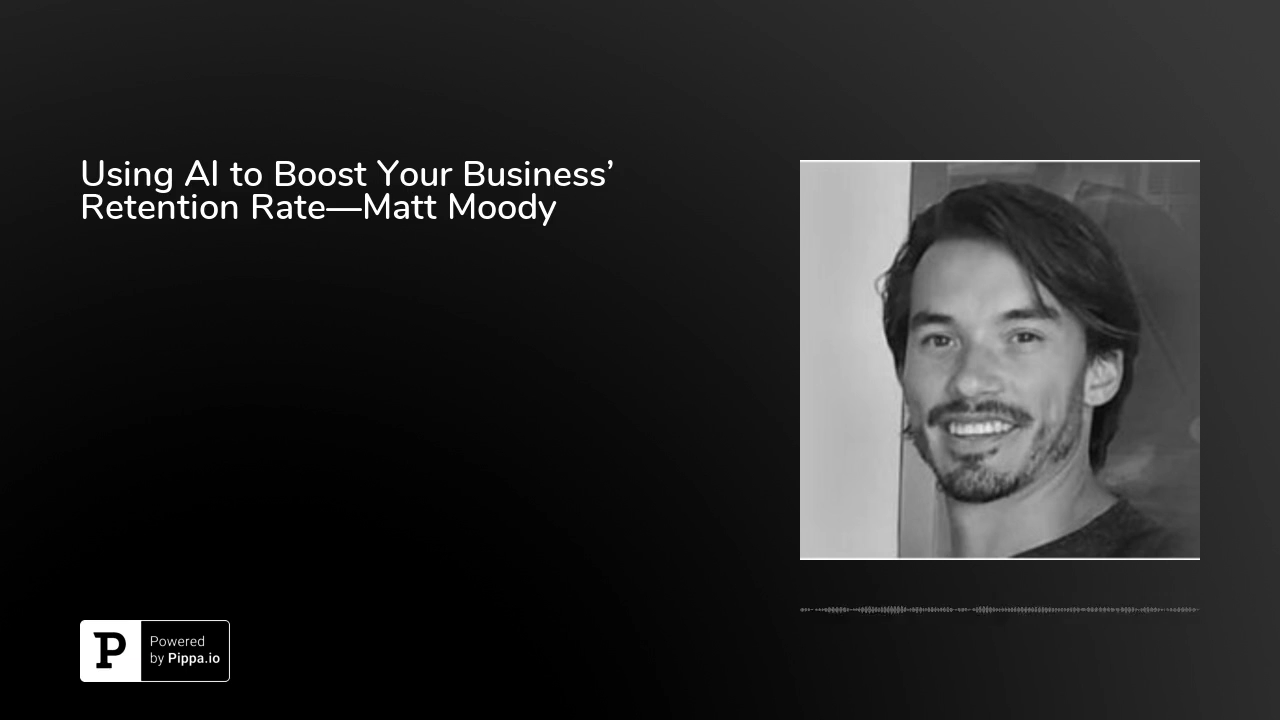 Using AI to Boost Your Business’
Retention Rate—Matt Moody
P
Powered
by Pippa.io